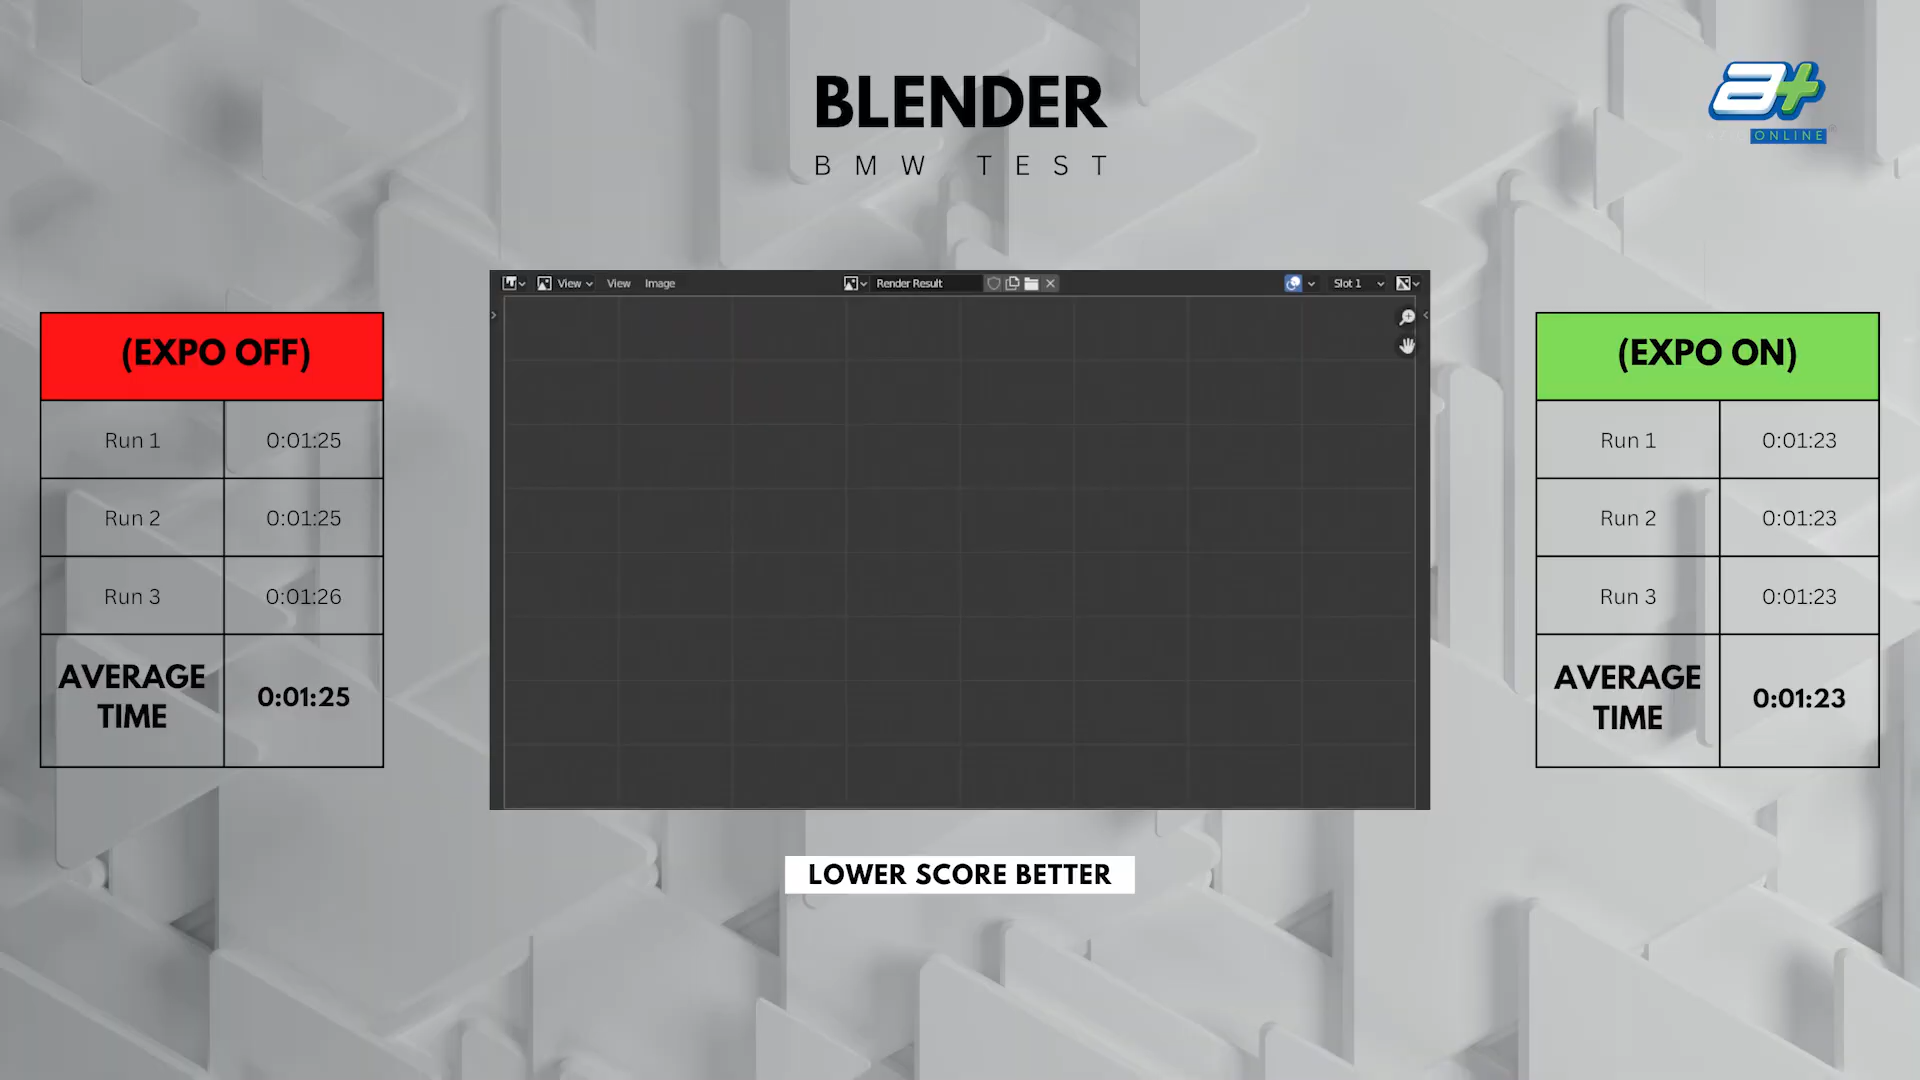 BLENDER
BMW TEST
a+
ONLINE
View
View
Image
Render Result
Slot 1
(EXPO OFF)
Run 1 0:01:25
Run 2 0:01:25
Run 3 0:01:26
AVERAGE
TIME
0:01:25
(EXPO ON)
Run 1 0:01:23
Run 2 0:01:23
Run 3 0:01:23
AVERAGE
TIME
0:01:23
LOWER SCORE BETTER